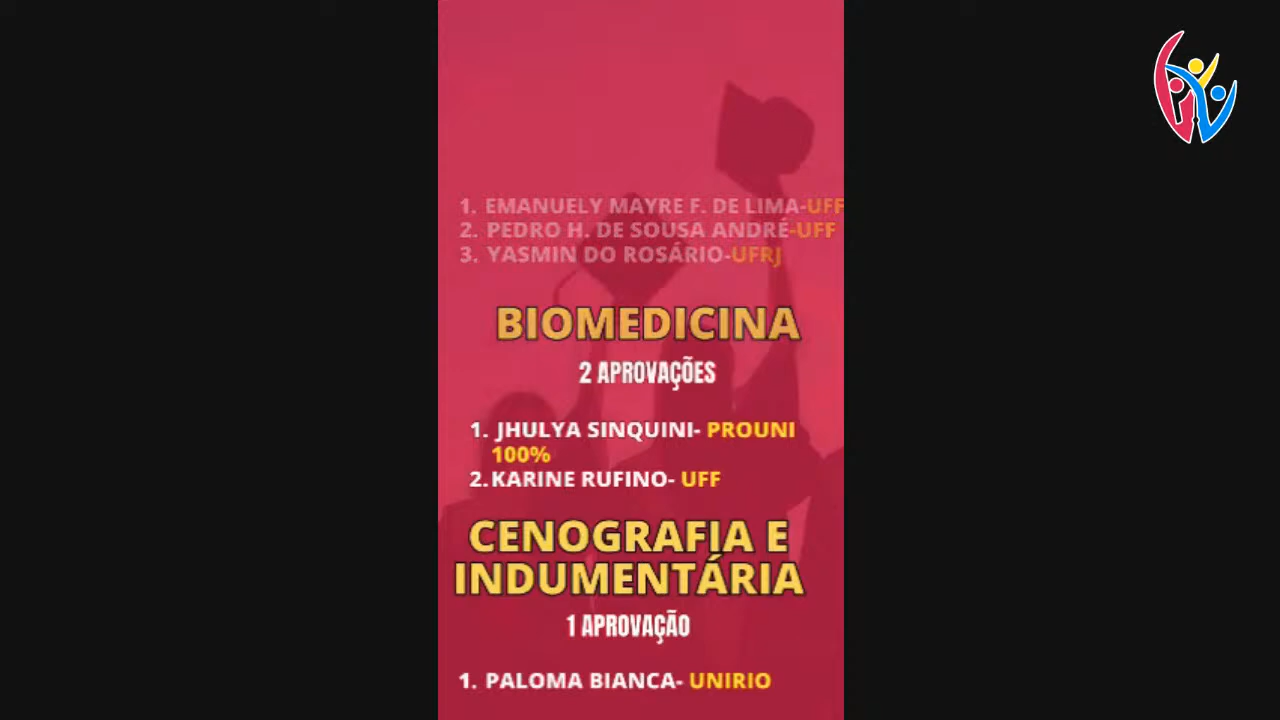 1. EMANUELY MAYRE F. DE LIMA-UFF
2. PEDRO H. DE SOUSA ANDRÉ-UFF
3. YASMIN DO ROSÁRIO-UFRJ
BIOMEDICINA
2 APROVAÇÕES
1. JHULYA SINQUINI- PROUNI
100%
2. KARINE RUFINO- UFF
CENOGRAFIA E
INDUMENTÁRIA
1 APROVAÇÃO
1. PALOMA BIANCA- UNIRIO